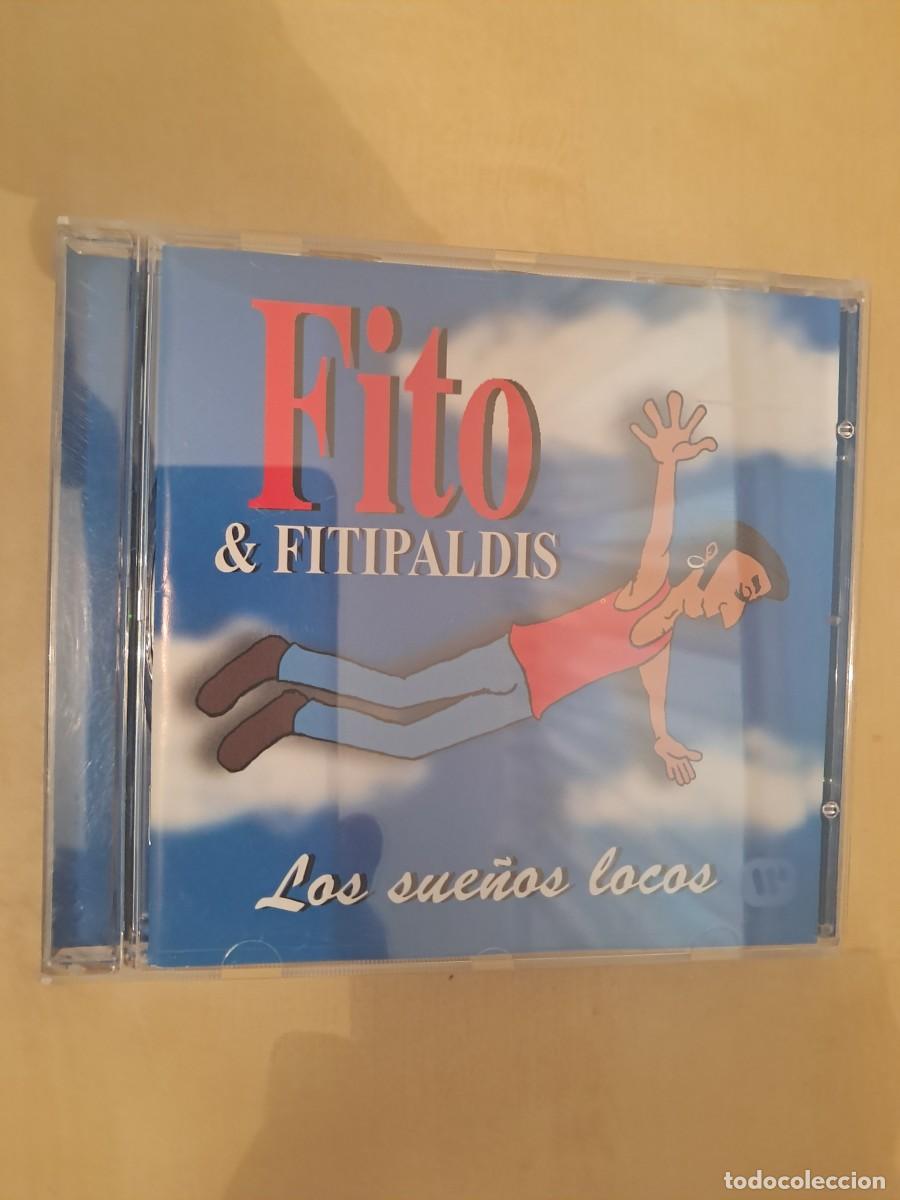 Fito
& FITIPALDIS
Los sueños locos
todocoleccion